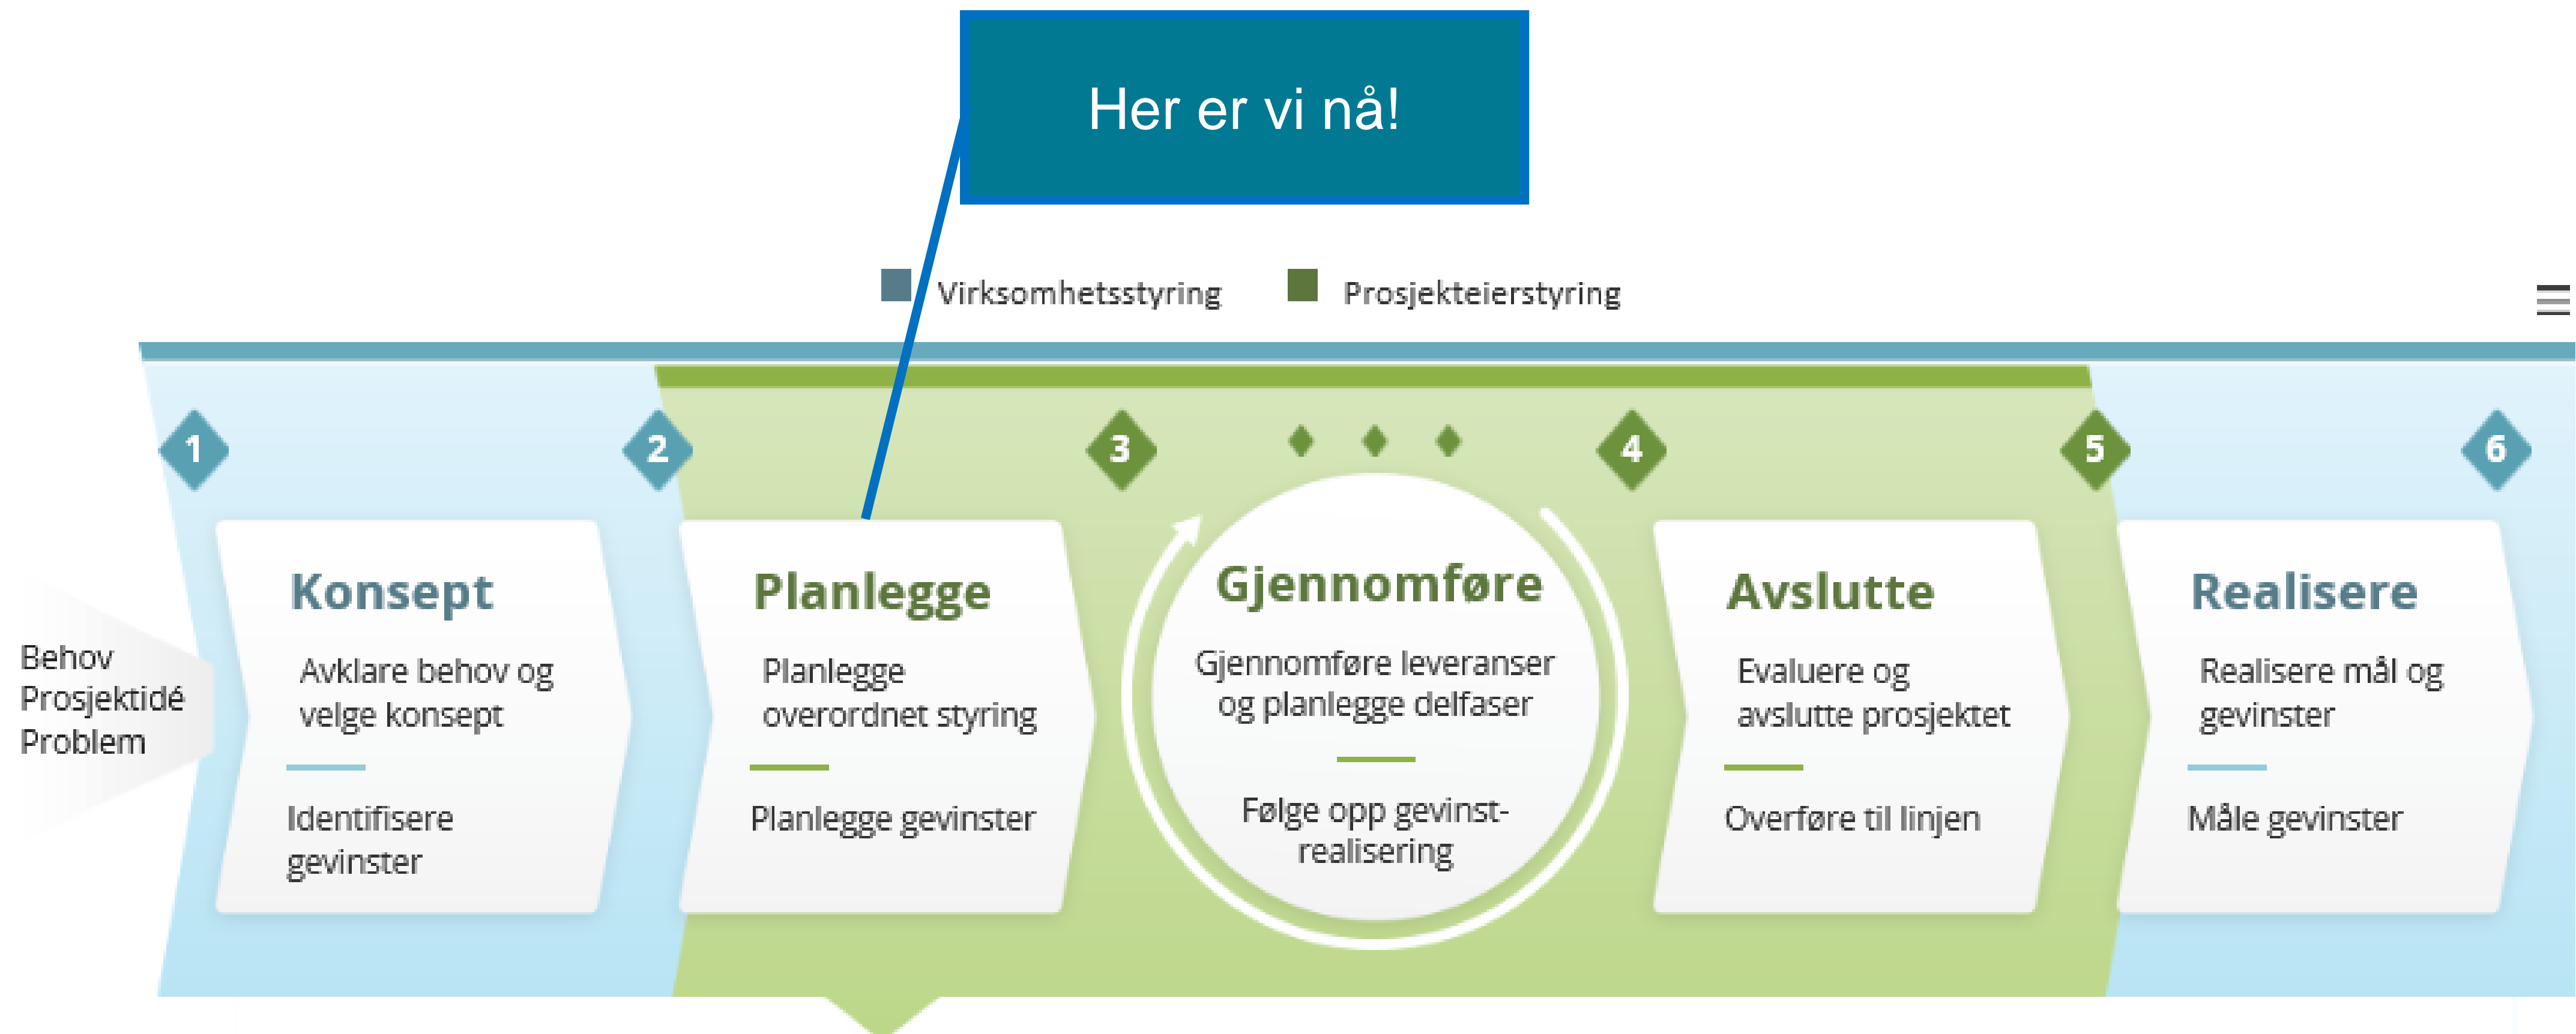 Her er vi nå!
Virksomhetsstyring
Prosjekteierstyring
1
2
3
4
5
6
Behov
Prosjektidé
Problem
Konsept
Avklare behov og
velge konsept
Identifisere
gevinster
Planlegge
Planlegge
overordnet styring
Planlegge gevinster
Gjennomføre
Gjennomføre leveranser
og planlegge delfaser
Følge opp gevinst-
realisering
Avslutte
Evaluere og
avslutte prosjektet
Overføre til linjen
Realisere
Realisere mål og
gevinster
Måle gevinster